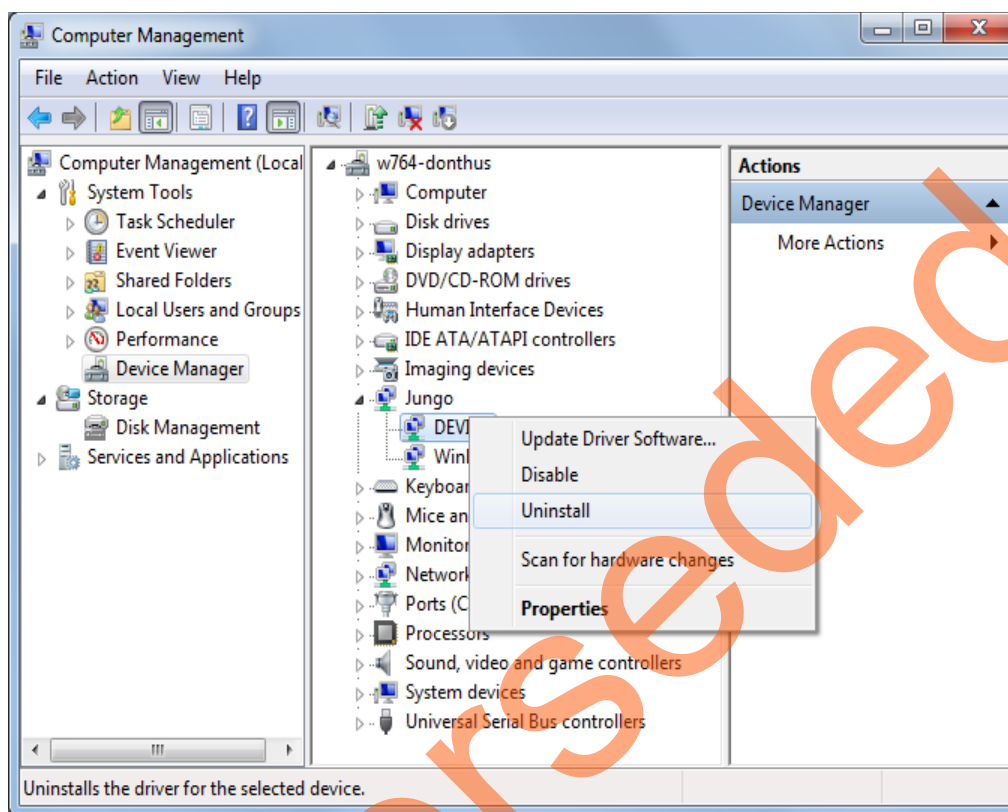 Computer Management
File Action View Help
Computer Management (Local
System Tools
Task Scheduler
Event Viewer
Shared Folders
Local Users and Groups
Performance
Device Manager
Storage
Disk Management
Services and Applications
w764-donthus
Computer
Disk drives
Display adapters
DVD/CD-ROM drives
Human Interface Devices
IDE ATA/ATAPI controllers
Imaging devices
Jungo
Monitor
Network
Ports (C
Processors
Sound, video and game controllers
System devices
Universal Serial Bus controllers
Update Driver Software...
Disable
Uninstall
Scan for hardware changes
Properties
Actions
Device Manager
More Actions
Uninstalls the driver for the selected device.
erseded